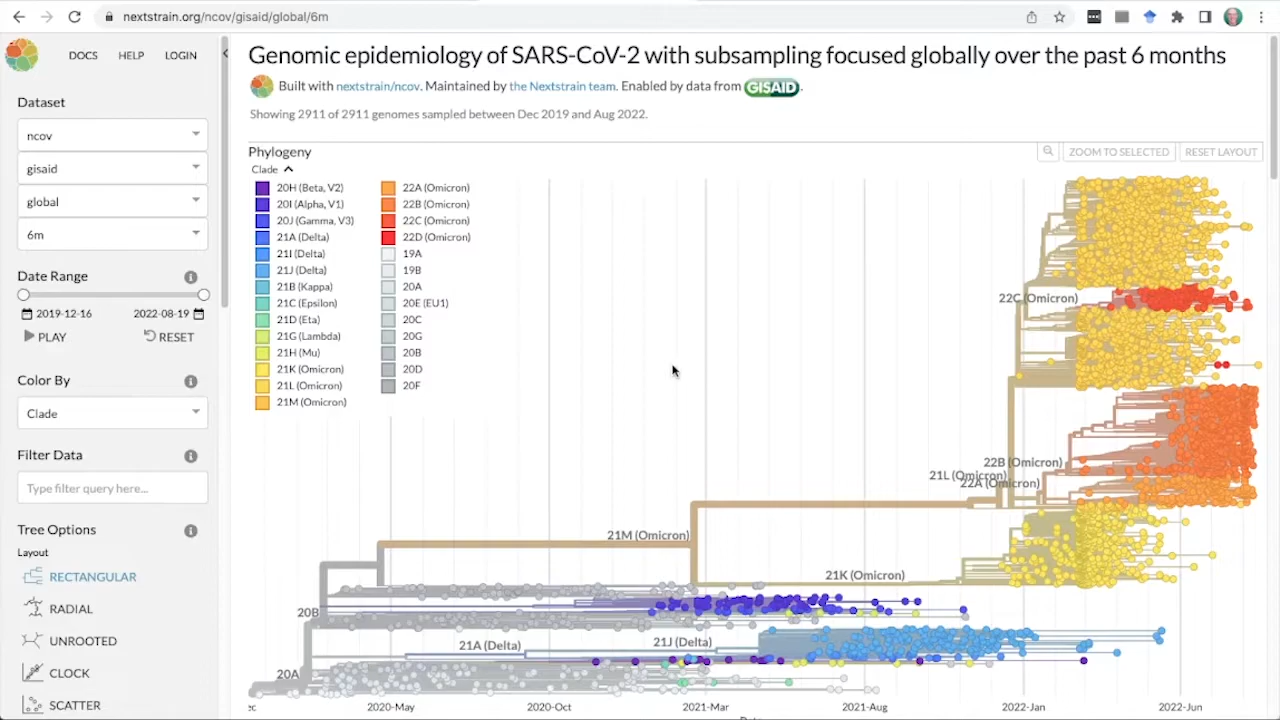 nextstrain.org/ncov/gisaid/global/6m
DOCS HELP LOGIN
Dataset
ncov
gisaid
global
6m
Date Range
2019-12-16 2022-08-19
PLAY RESET
Color By
Clade
Filter Data
Type filter query here...
Tree Options
Layout
RECTANGULAR
RADIAL
UNROOTED
CLOCK
SCATTER
Genomic epidemiology of SARS-CoV-2 with subsampling focused globally over the past 6 months
Built with nextstrain/ncov. Maintained by the Nextstrain team. Enabled by data from GISAID.
Showing 2911 of 2911 genomes sampled between Dec 2019 and Aug 2022.
Phylogeny
ZOOM TO SELECTED RESET LAYOUT
Clade
20H (Beta, V2)
20I (Alpha, V1)
20J (Gamma, V3)
21A (Delta)
21I (Delta)
21J (Delta)
21B (Kappa)
21C (Epsilon)
21D (Eta)
21G (Lambda)
21H (Mu)
21K (Omicron)
21L (Omicron)
21M (Omicron)
22A (Omicron)
22B (Omicron)
22C (Omicron)
22D (Omicron)
19A
19B
20A
20E (EU1)
20C
20G
20B
20D
20F
22C (Omicron)
22B (Omicron)
21L (Omicron)
22A (Omicron)
21M (Omicron)
21K (Omicron)
20B
21A (Delta)
21J (Delta)
20A
2020-May 2020-Oct 2021-Mar 2021-Aug 2022-Jan 2022-Jun